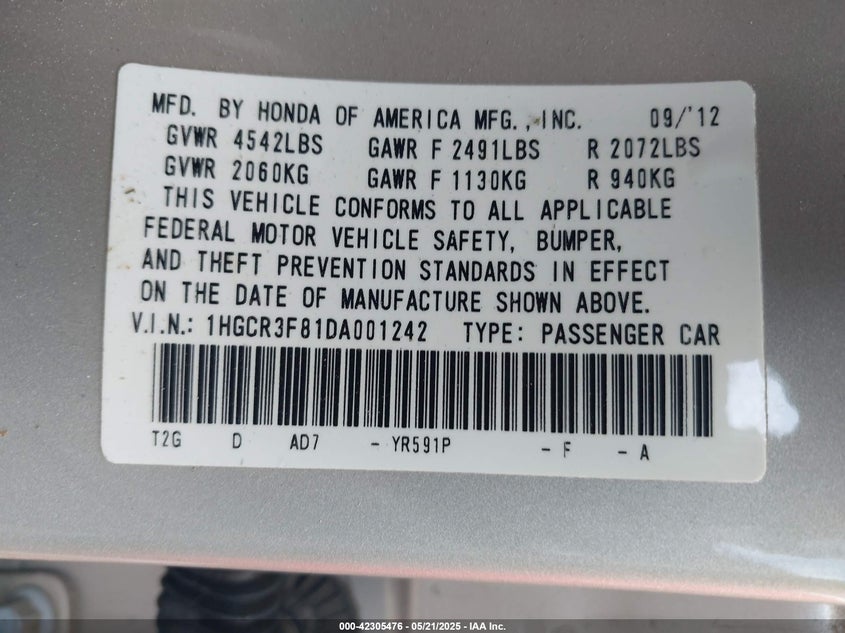 MFD. BY HONDA OF AMERICA MFG., INC. 09/'12
GVWR 4542LBS GAWR F 2491LBS R 2072LBS
GVWR 2060KG GAWR F 1130KG R 940KG
THIS VEHICLE CONFORMS TO ALL APPLICABLE
FEDERAL MOTOR VEHICLE SAFETY, BUMPER,
AND THEFT PREVENTION STANDARDS IN EFFECT
ON THE DATE OF MANUFACTURE SHOWN ABOVE.
V.I.N.: 1HGCR3F81DA001242 TYPE: PASSENGER CAR
T2G D AD7 - YR591P - F - A
000-42305476 - 05/21/2025 - IAA Inc.